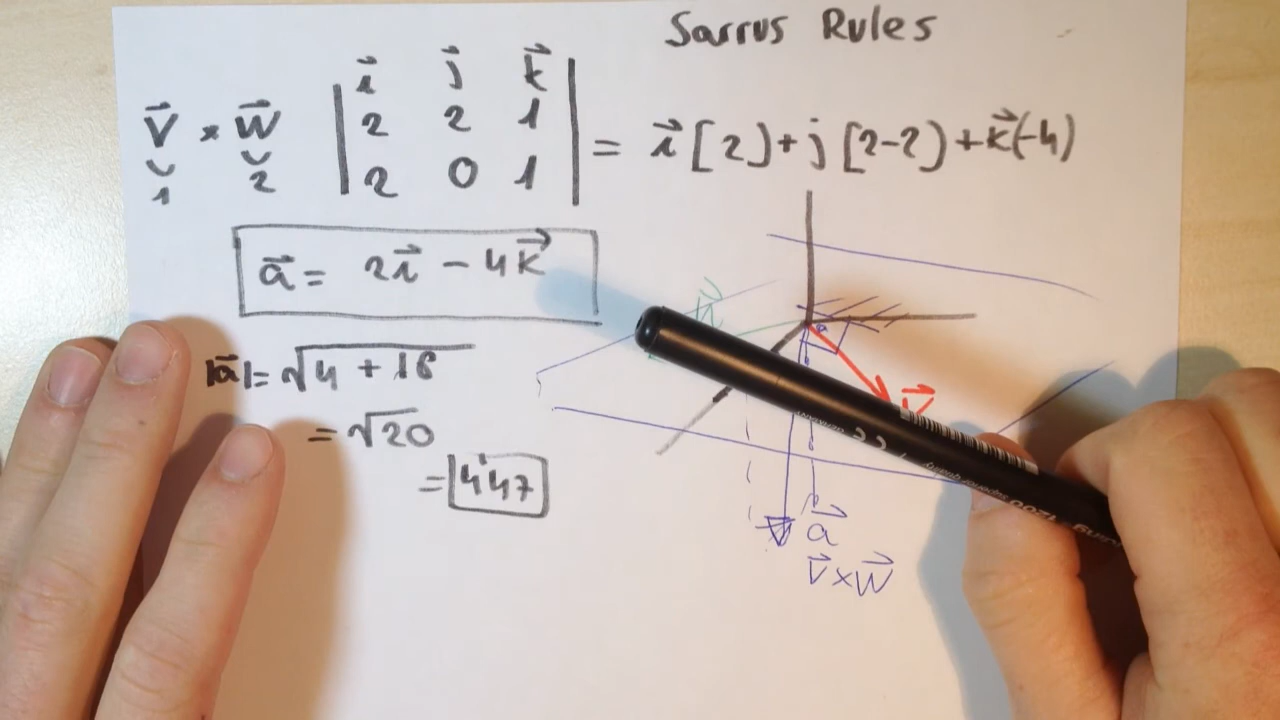 Sarrus Rules
i⃗ j⃗ k⃗
V⃗ × W⃗ | 2 2 1 | = i⃗ [2) + j [2-2) + k⃗(-4)
1 2 | 2 0 1 |
a⃗ = 2i⃗ - 4k⃗
|a⃗| = √4 + 16
= √20
= 4'47
V⃗
a⃗
V⃗ × W⃗